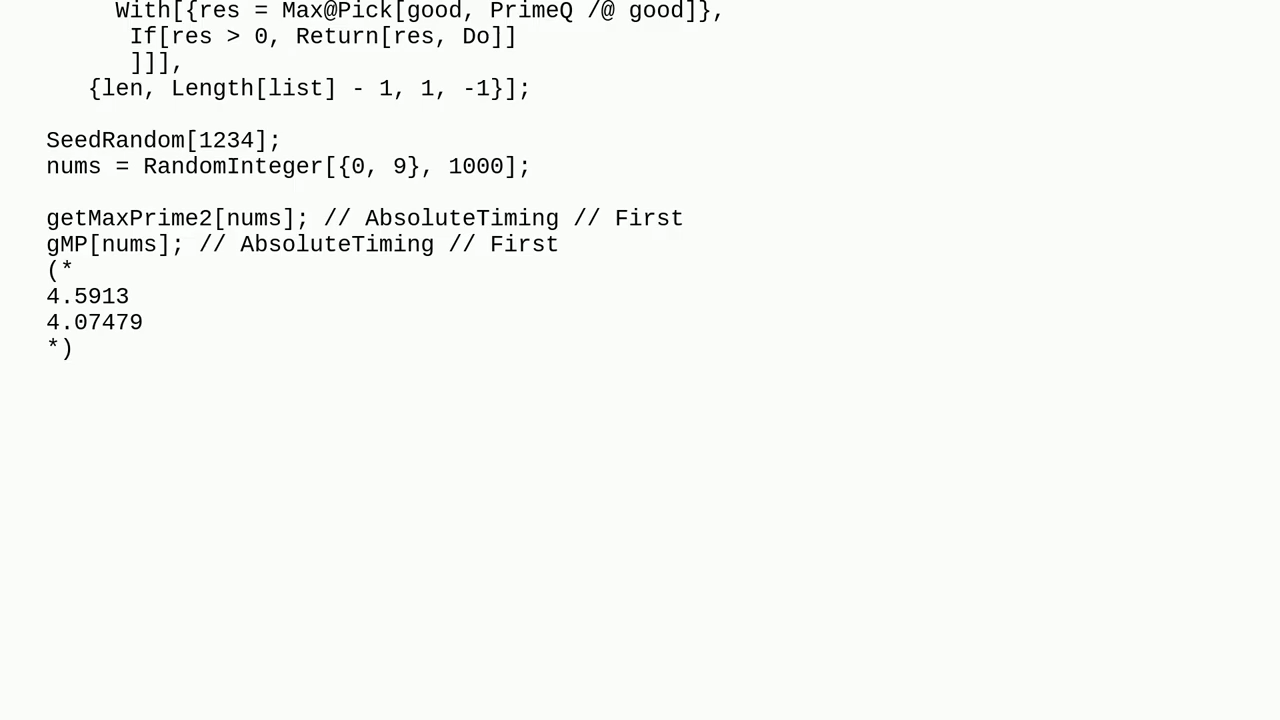 With[{res = Max@Pick[good, PrimeQ /@ good]},
If[res > 0, Return[res, Do]]
]]],
{len, Length[list] - 1, 1, -1}];
SeedRandom[1234];
nums = RandomInteger[{0, 9}, 1000];
getMaxPrime2[nums]; // AbsoluteTiming // First
gMP[nums]; // AbsoluteTiming // First
(*
4.5913
4.07479
*)